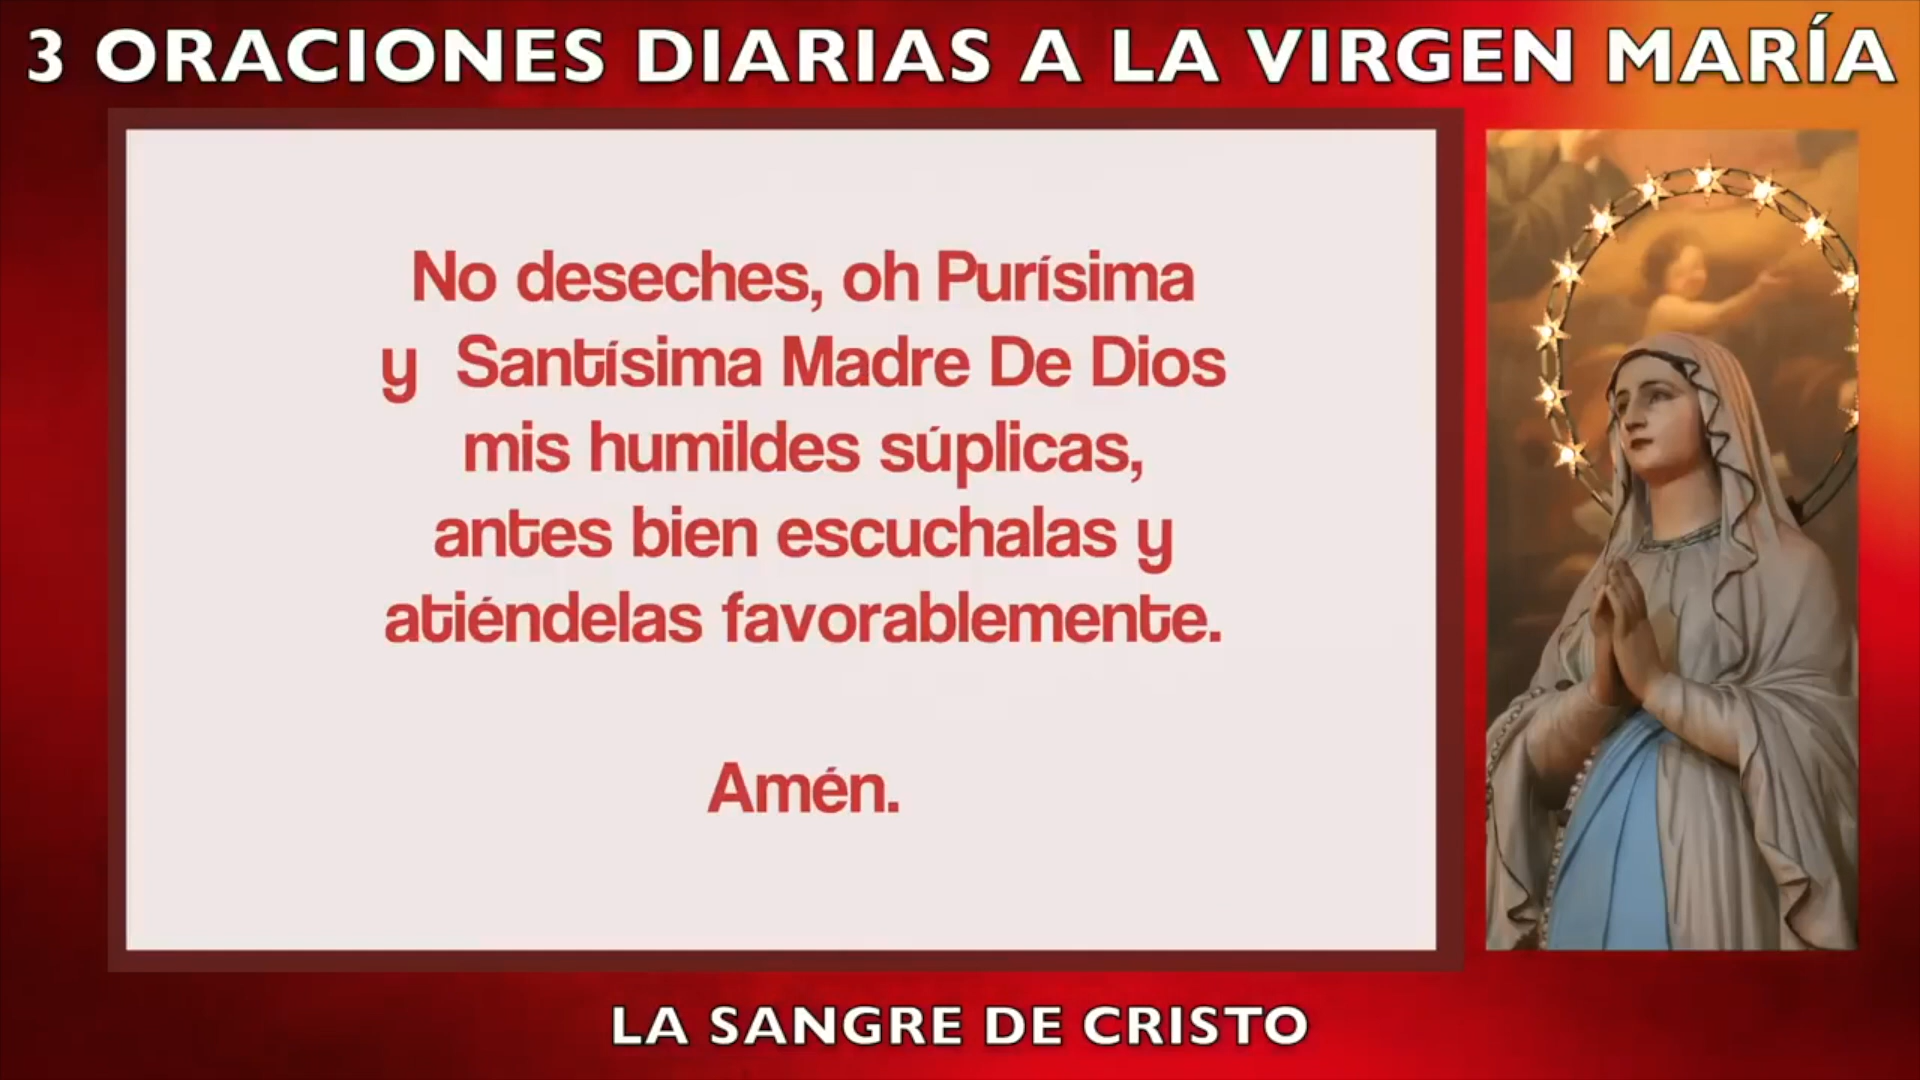 3 ORACIONES DIARIAS A LA VIRGEN MARÍA
No deseches, oh Purísima
y Santísima Madre De Dios
mis humildes súplicas,
antes bien escuchalas y
atiéndelas favorablemente.
Amén.
LA SANGRE DE CRISTO